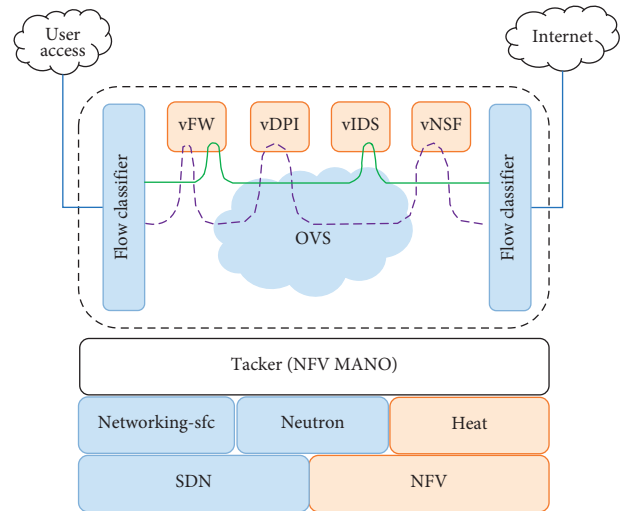 User
access
Internet
vFW
vDPI
vIDS
vNSF
Flow classifier
OVS
Flow classifier
Tacker (NFV MANO)
Networking-sfc
Neutron
Heat
SDN
NFV